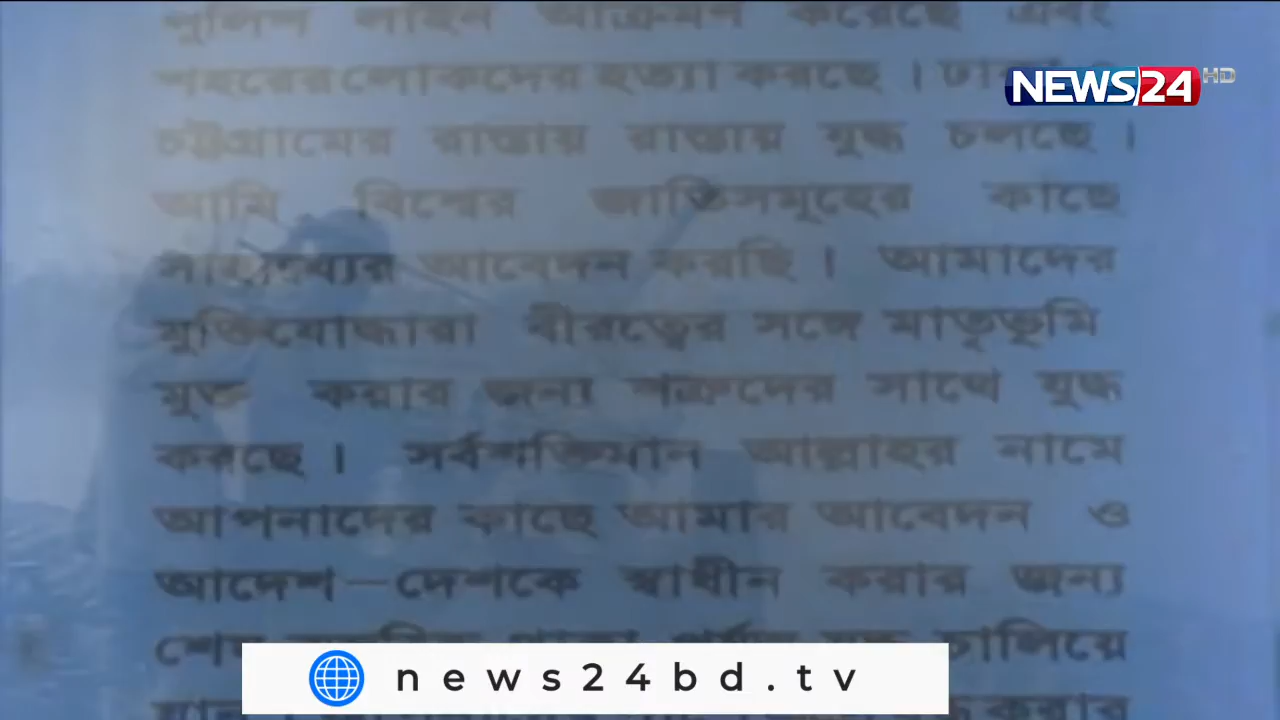 পুলিশ লাইন আক্রমণ করেছে এবং
শহরের লোকদের হত্যা করছে ।
NEWS24 HD
চট্টগ্রামের রাস্তায় রাস্তায় যুদ্ধ চলছে ।
আমি বিশ্বের জাতিসমূহের কাছে
সাহায্যের আবেদন করছি । আমাদের
মুক্তিযোদ্ধারা বীরত্বের সঙ্গে মাতৃভূমি
মুক্ত করার জন্য শত্রুদের সাথে যুদ্ধ
করছে । সর্বশক্তিমান আল্লাহর নামে
আপনাদের কাছে আমার আবেদন ও
আদেশ—দেশকে স্বাধীন করার জন্য
চালিয়ে
news24bd.tv